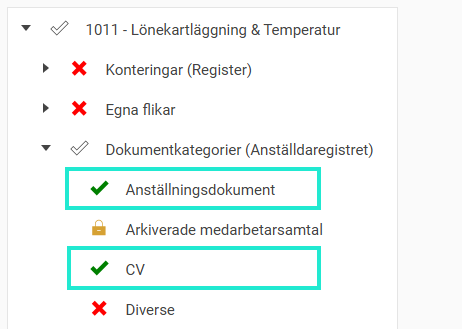 1011 - Lönekartläggning & Temperatur
Konteringar (Register)
Egna flikar
Dokumentkategorier (Anställdaregistret)
Anställningsdokument
Arkiverade medarbetarsamtal
CV
Diverse